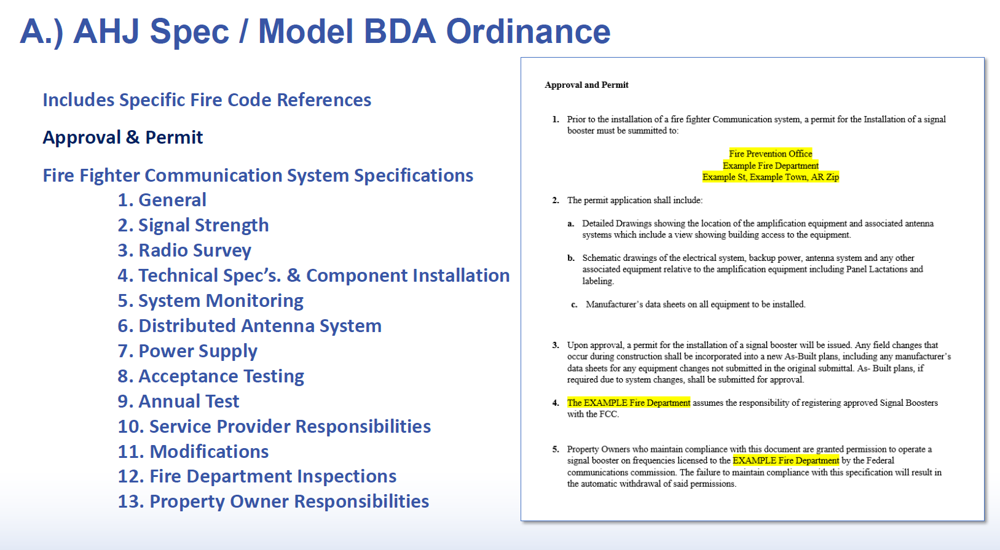 A.) AHJ Spec / Model BDA Ordinance
Includes Specific Fire Code References
Approval & Permit
Fire Fighter Communication System Specifications
1. General
2. Signal Strength
3. Radio Survey
4. Technical Spec’s. & Component Installation
5. System Monitoring
6. Distributed Antenna System
7. Power Supply
8. Acceptance Testing
9. Annual Test
10. Service Provider Responsibilities
11. Modifications
12. Fire Department Inspections
13. Property Owner Responsibilities
Approval and Permit
1. Prior to the installation of a fire fighter Communication system, a permit for the Installation of a signal
booster must be summitted to:
Fire Prevention Office
Example Fire Department
Example St, Example Town, AR Zip
2. The permit application shall include:
a. Detailed Drawings showing the location of the amplification equipment and associated antenna
systems which include a view showing building access to the equipment.
b. Schematic drawings of the electrical system, backup power, antenna system and any other
associated equipment relative to the amplification equipment including Panel Lactations and
labeling.
c. Manufacturer’s data sheets on all equipment to be installed.
3. Upon approval, a permit for the installation of a signal booster will be issued. Any field changes that
occur during construction shall be incorporated into a new As-Built plans, including any manufacturer’s
data sheets for any equipment changes not submitted in the original submittal. As- Built plans, if
required due to system changes, shall be submitted for approval.
4. The EXAMPLE Fire Department assumes the responsibility of registering approved Signal Boosters
with the FCC.
5. Property Owners who maintain compliance with this document are granted permission to operate a
signal booster on frequencies licensed to the EXAMPLE Fire Department by the Federal
communications commission. The failure to maintain compliance with this specification will result in
the automatic withdrawal of said permissions.